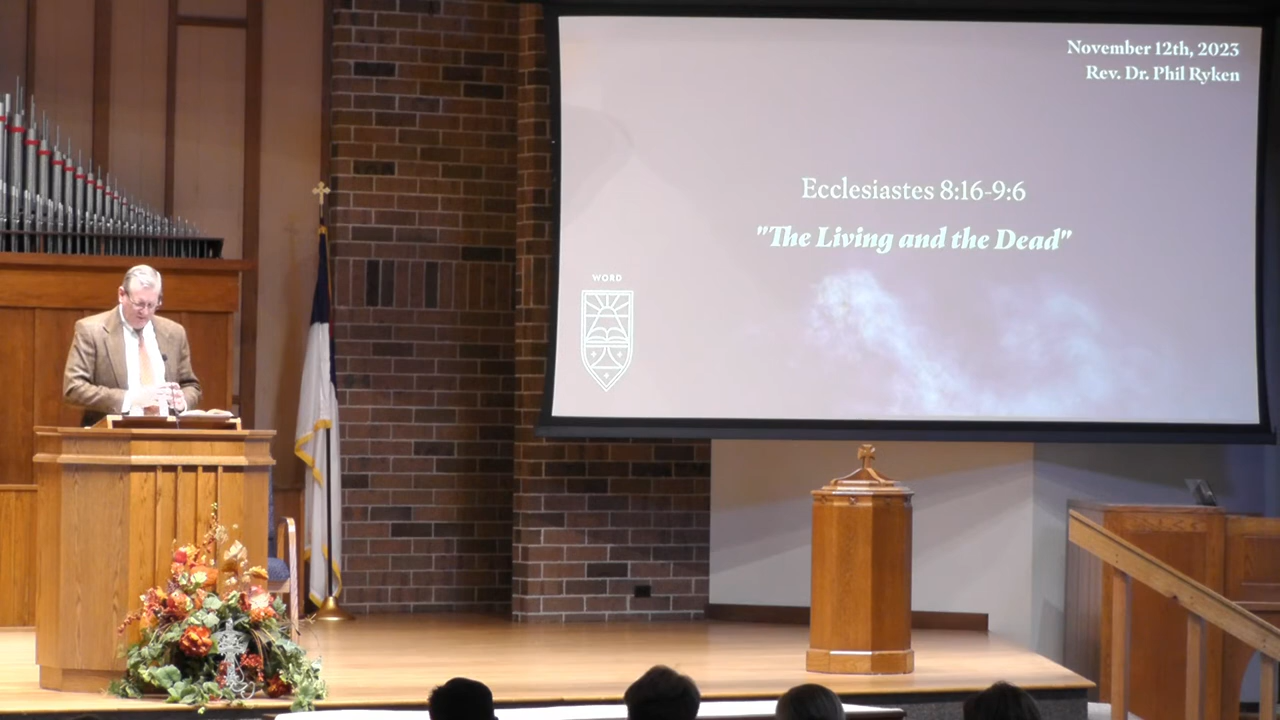 November 12th, 2023
Rev. Dr. Phil Ryken
Ecclesiastes 8:16-9:6
"The Living and the Dead"
WORD